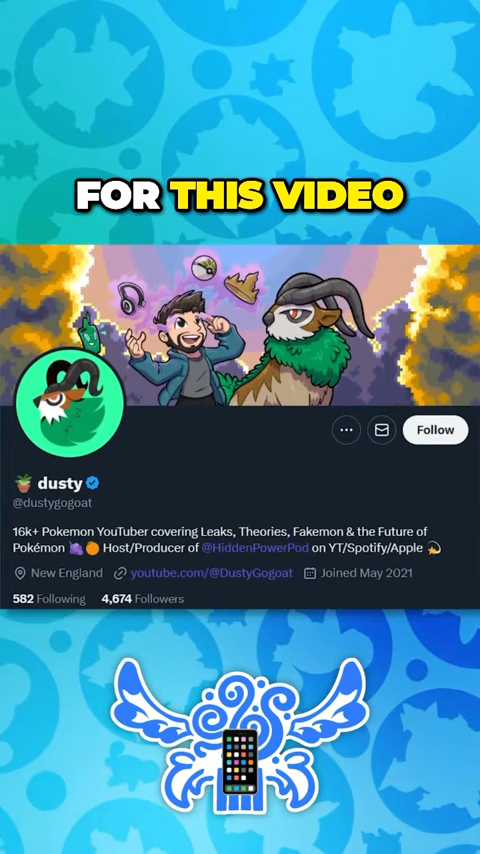 FOR THIS VIDEO
Follow
🪴 dusty
@dustygogoat
16k+ Pokemon YouTuber covering Leaks, Theories, Fakemon & the Future of
Pokémon 🍇🍊 Host/Producer of @HiddenPowerPod on YT/Spotify/Apple 💫
New England youtube.com/@DustyGogoat Joined May 2021
582 Following 4,674 Followers